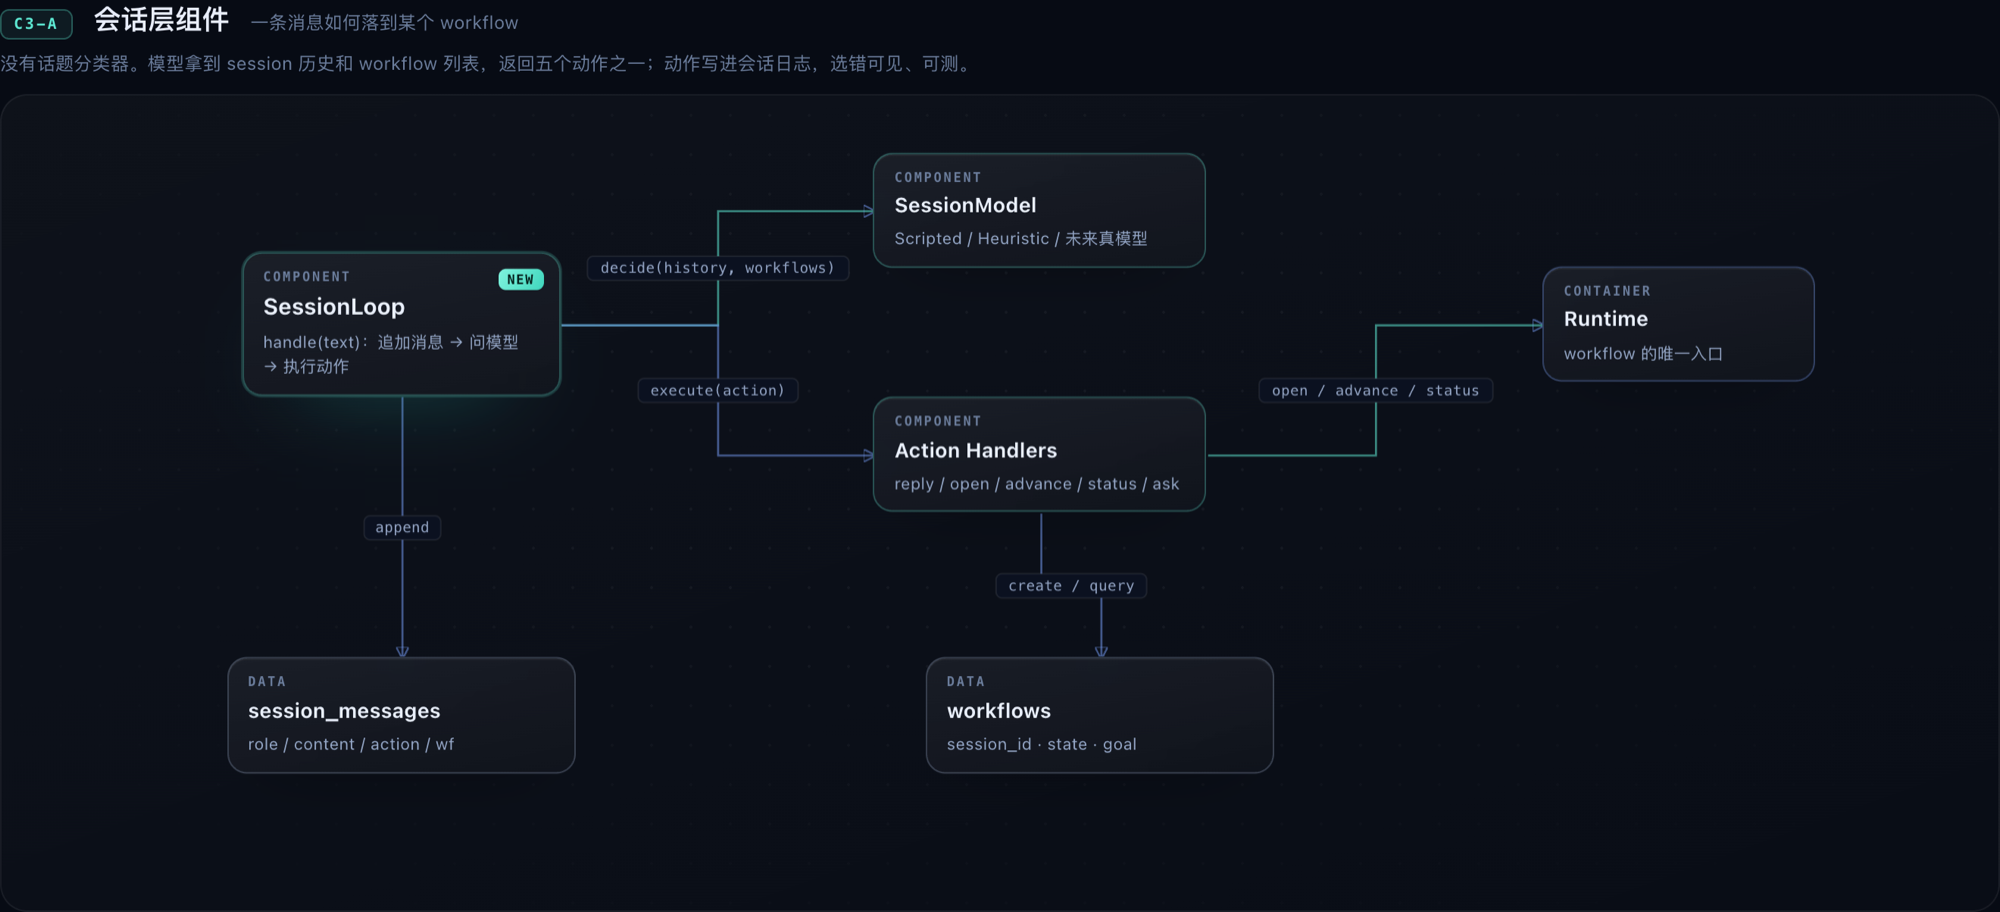 C3-A 会话层组件 一条消息如何落到某个 workflow
没有话题分类器。模型拿到 session 历史和 workflow 列表，返回五个动作之一；动作写进会话日志，选错可见、可测。
COMPONENT
SessionModel
Scripted / Heuristic / 未来真模型
decide(history, workflows)
COMPONENT NEW
SessionLoop
handle(text)：追加消息 → 问模型
→ 执行动作
CONTAINER
Runtime
workflow 的唯一入口
execute(action)
open / advance / status
COMPONENT
Action Handlers
reply / open / advance / status / ask
append
create / query
DATA
session_messages
role / content / action / wf
DATA
workflows
session_id · state · goal